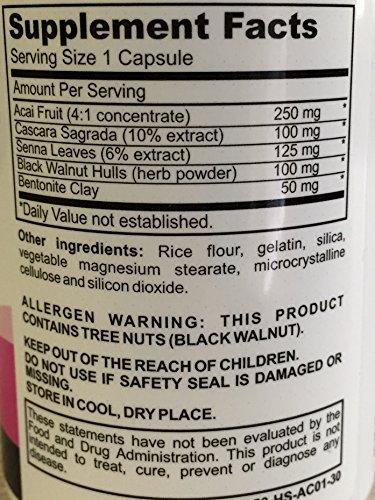 Supplement Facts
Serving Size 1 Capsule
Amount Per Serving
Acai Fruit (4:1 concentrate) 250 mg *
Cascara Sagrada (10% extract) 100 mg *
Senna Leaves (6% extract) 125 mg *
Black Walnut Hulls (herb powder) 100 mg *
Bentonite Clay 50 mg *
*Daily Value not established.
Other ingredients: Rice flour, gelatin, silica,
vegetable magnesium stearate, microcrystalline
cellulose and silicon dioxide.
ALLERGEN WARNING: THIS PRODUCT
CONTAINS TREE NUTS (BLACK WALNUT).
KEEP OUT OF THE REACH OF CHILDREN.
DO NOT USE IF SAFETY SEAL IS DAMAGED OR
MISSING.
STORE IN COOL, DRY PLACE.
These statements have not been evaluated by the
Food and Drug Administration. This product is not
intended to treat, cure, prevent or diagnose any
disease.
-HS-AC01-30